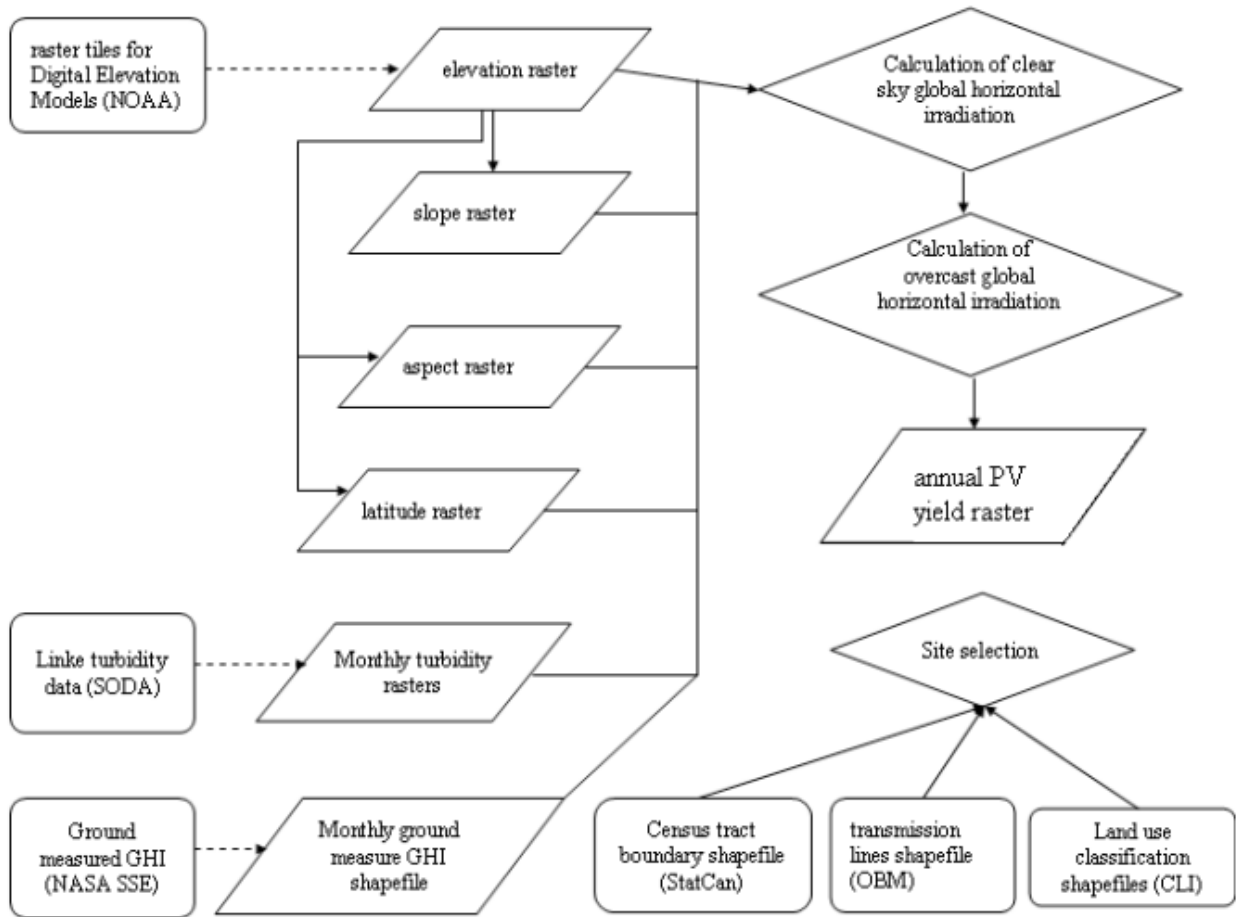 raster tiles for
Digital Elevation
Models (NOAA)
elevation raster
Calculation of clear
sky global horizontal
irradiation
slope raster
Calculation of
overcast global
horizontal irradiation
aspect raster
annual PV
yield raster
latitude raster
Linke turbidity
data (SODA)
Monthly turbidity
rasters
Site selection
Ground
measured GHI
(NASA SSE)
Monthly ground
measure GHI
shapefile
Census tract
boundary shapefile
(StatCan)
transmission
lines shapefile
(OBM)
Land use
classification
shapefiles (CLI)